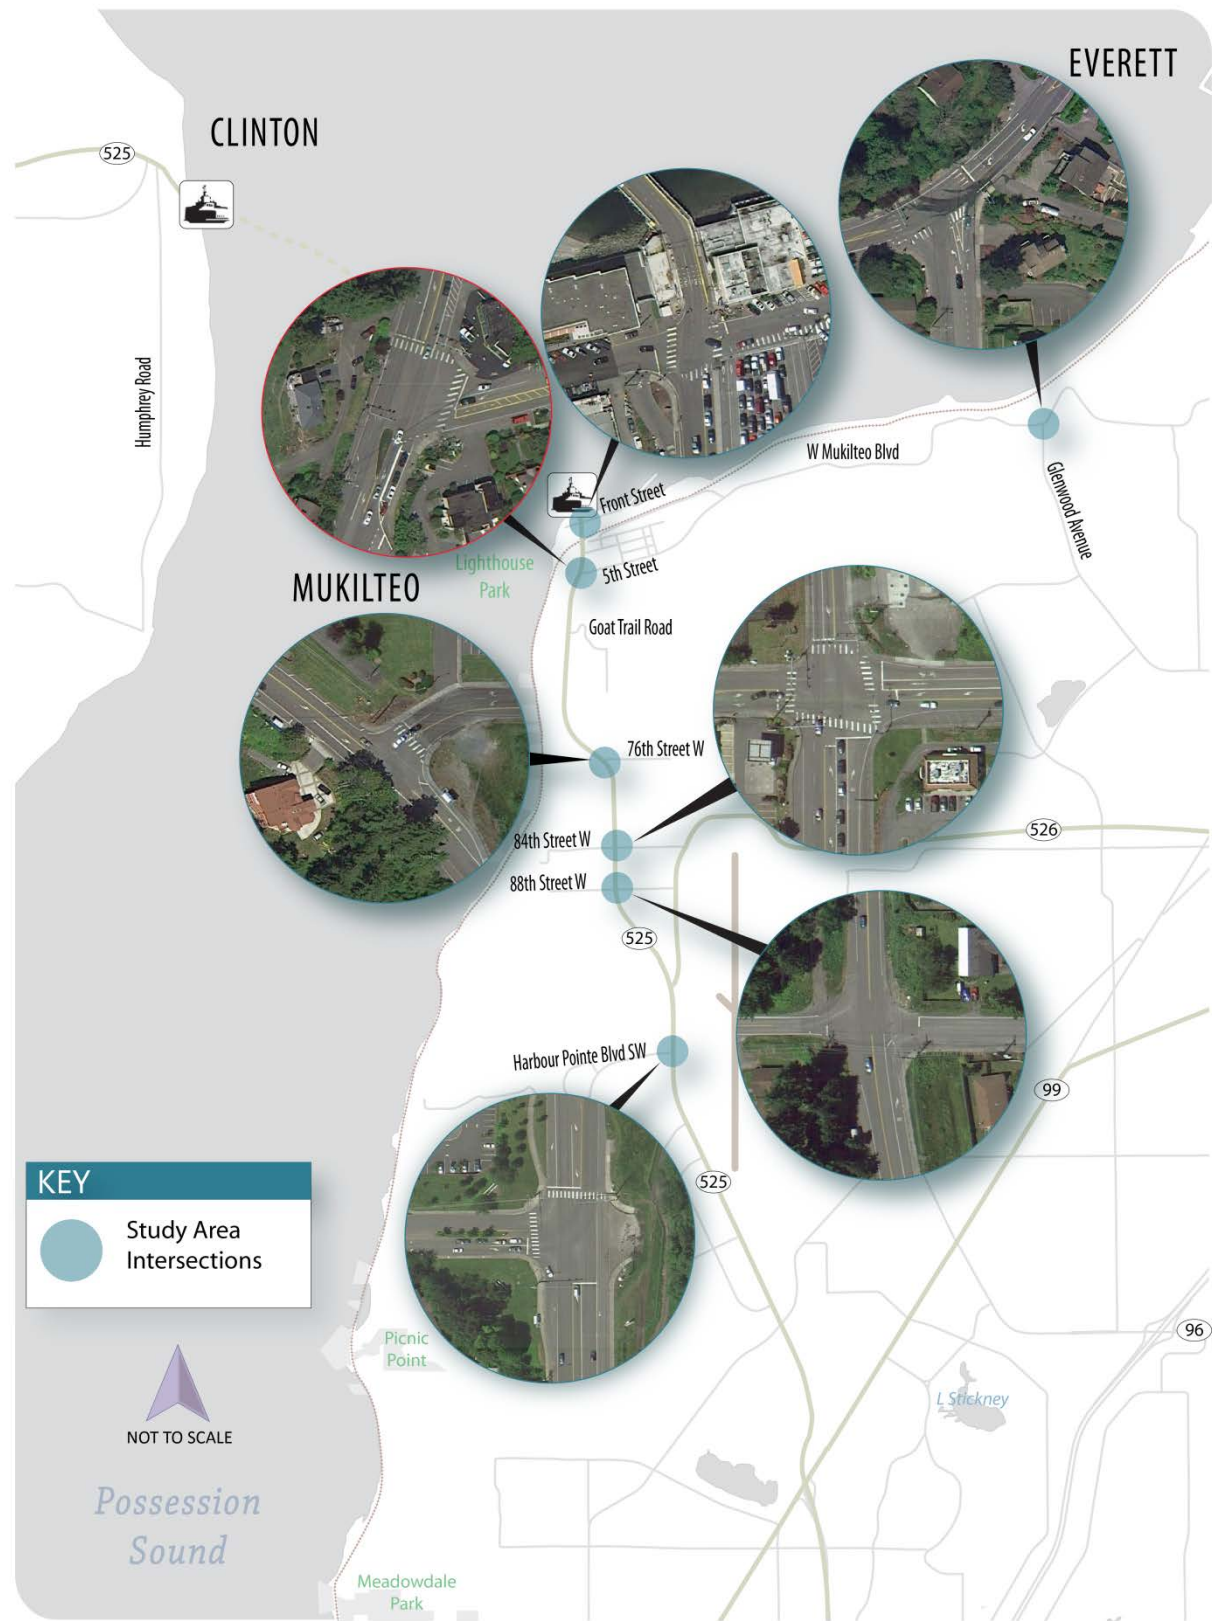 EVERETT
CLINTON
525
Humphrey Road
W Mukilteo Blvd
Glenwood Avenue
Front Street
5th Street
Lighthouse
Park
MUKILTEO
Goat Trail Road
76th Street W
84th Street W
526
88th Street W
525
Harbour Pointe Blvd SW
99
525
KEY
Study Area
Intersections
96
Picnic
Point
L Stickney
NOT TO SCALE
Possession
Sound
Meadowdale
Park